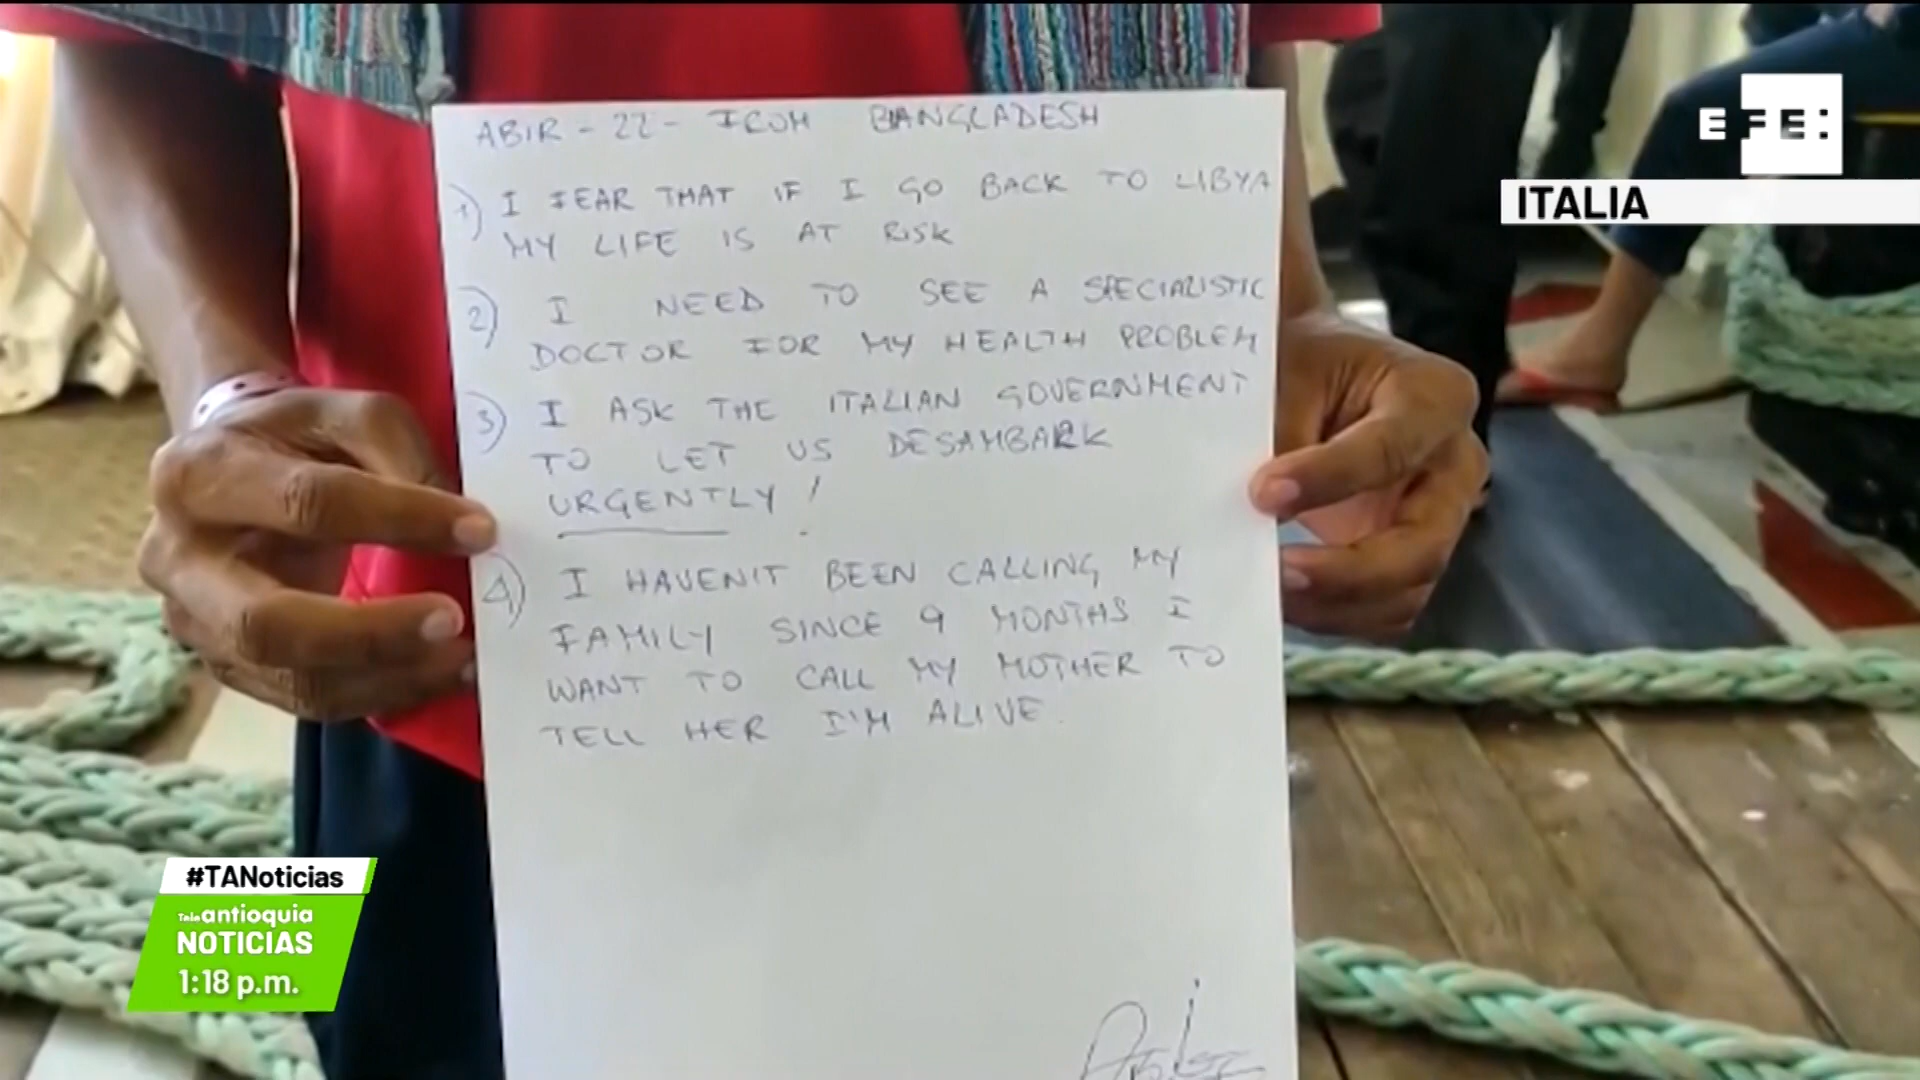 ABIR - 22 - FROM BANGLADESH
1) I FEAR THAT IF I GO BACK TO LIBYA
MY LIFE IS AT RISK
2) I NEED TO SEE A SPECIALISTIC
DOCTOR FOR MY HEALTH PROBLEM
3) I ASK THE ITALIAN GOVERNMENT
TO LET US DESAMBARK
URGENTLY !
4) I HAVEN'T BEEN CALLING MY
FAMILY SINCE 9 MONTHS I
WANT TO CALL MY MOTHER TO
TELL HER I'M ALIVE.
EFE:
ITALIA
#TANoticias
Teleantioquia
NOTICIAS
1:18 p.m.